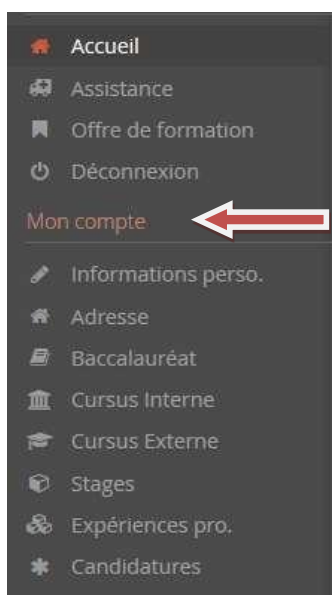 Accueil
Assistance
Offre de formation
Déconnexion
Mon compte
Informations perso.
Adresse
Baccalauréat
Cursus Interne
Cursus Externe
Stages
Expériences pro.
Candidatures